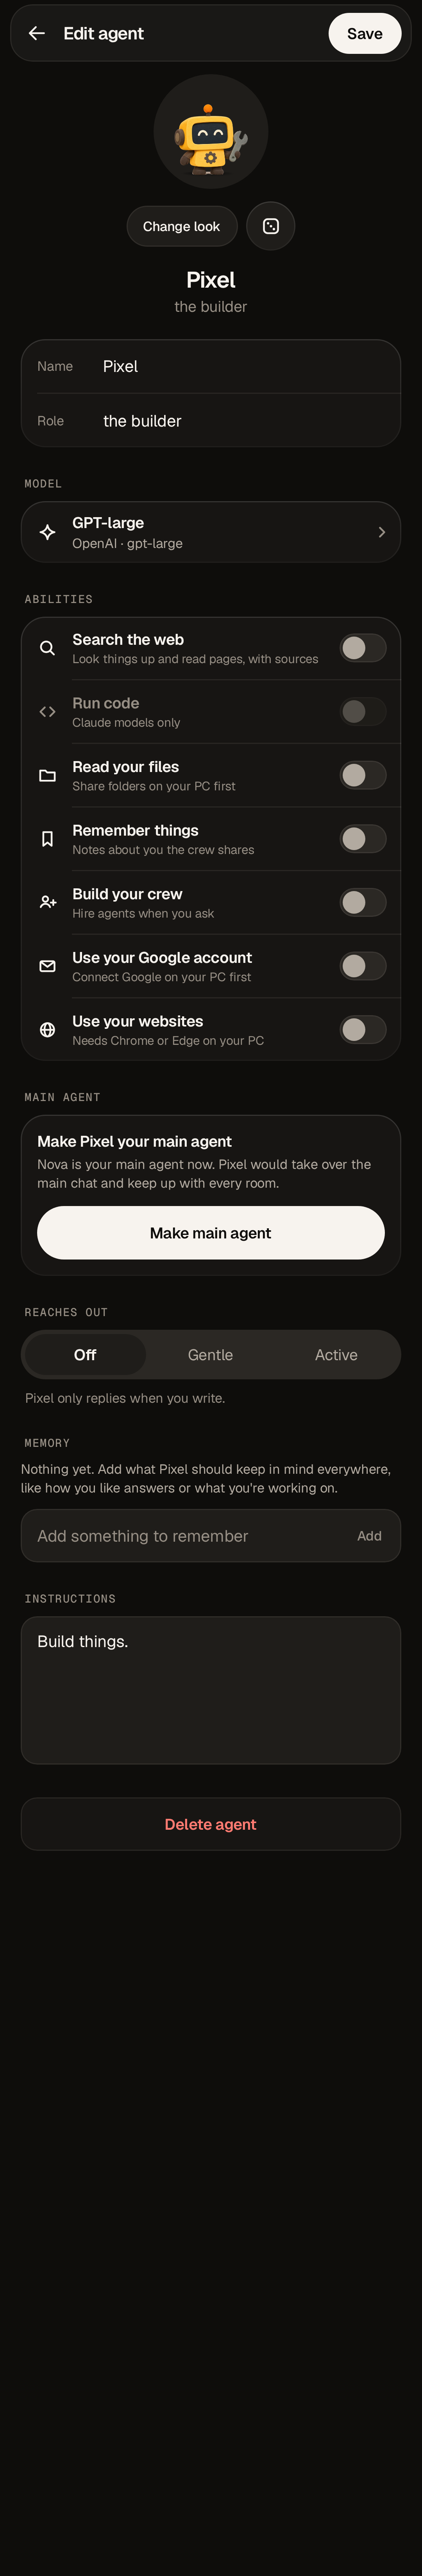 Edit agent
Save
Change look
Pixel
the builder
Name Pixel
Role the builder
MODEL
GPT-large
OpenAI · gpt-large
ABILITIES
Search the web
Look things up and read pages, with sources
Run code
Claude models only
Read your files
Share folders on your PC first
Remember things
Notes about you the crew shares
Build your crew
Hire agents when you ask
Use your Google account
Connect Google on your PC first
Use your websites
Needs Chrome or Edge on your PC
MAIN AGENT
Make Pixel your main agent
Nova is your main agent now. Pixel would take over the
main chat and keep up with every room.
Make main agent
REACHES OUT
Off Gentle Active
Pixel only replies when you write.
MEMORY
Nothing yet. Add what Pixel should keep in mind everywhere,
like how you like answers or what you're working on.
Add something to remember Add
INSTRUCTIONS
Build things.
Delete agent